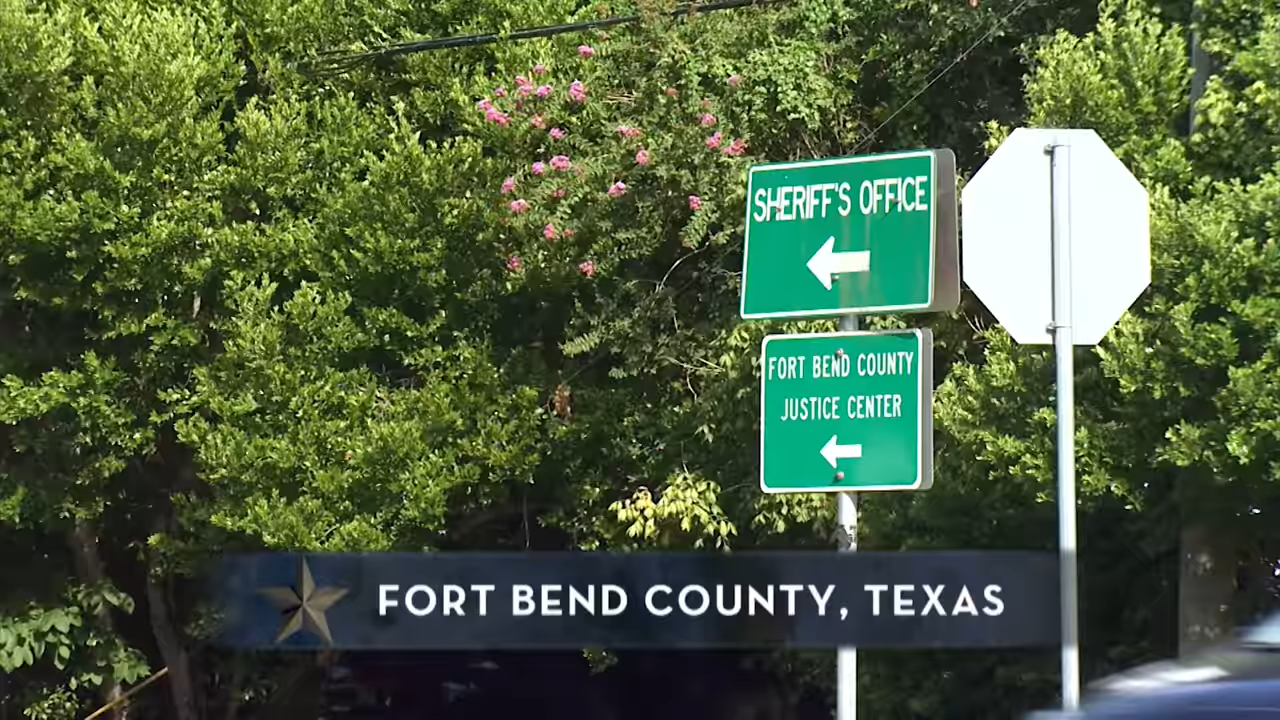 SHERIFF'S OFFICE
FORT BEND COUNTY
JUSTICE CENTER
FORT BEND COUNTY, TEXAS